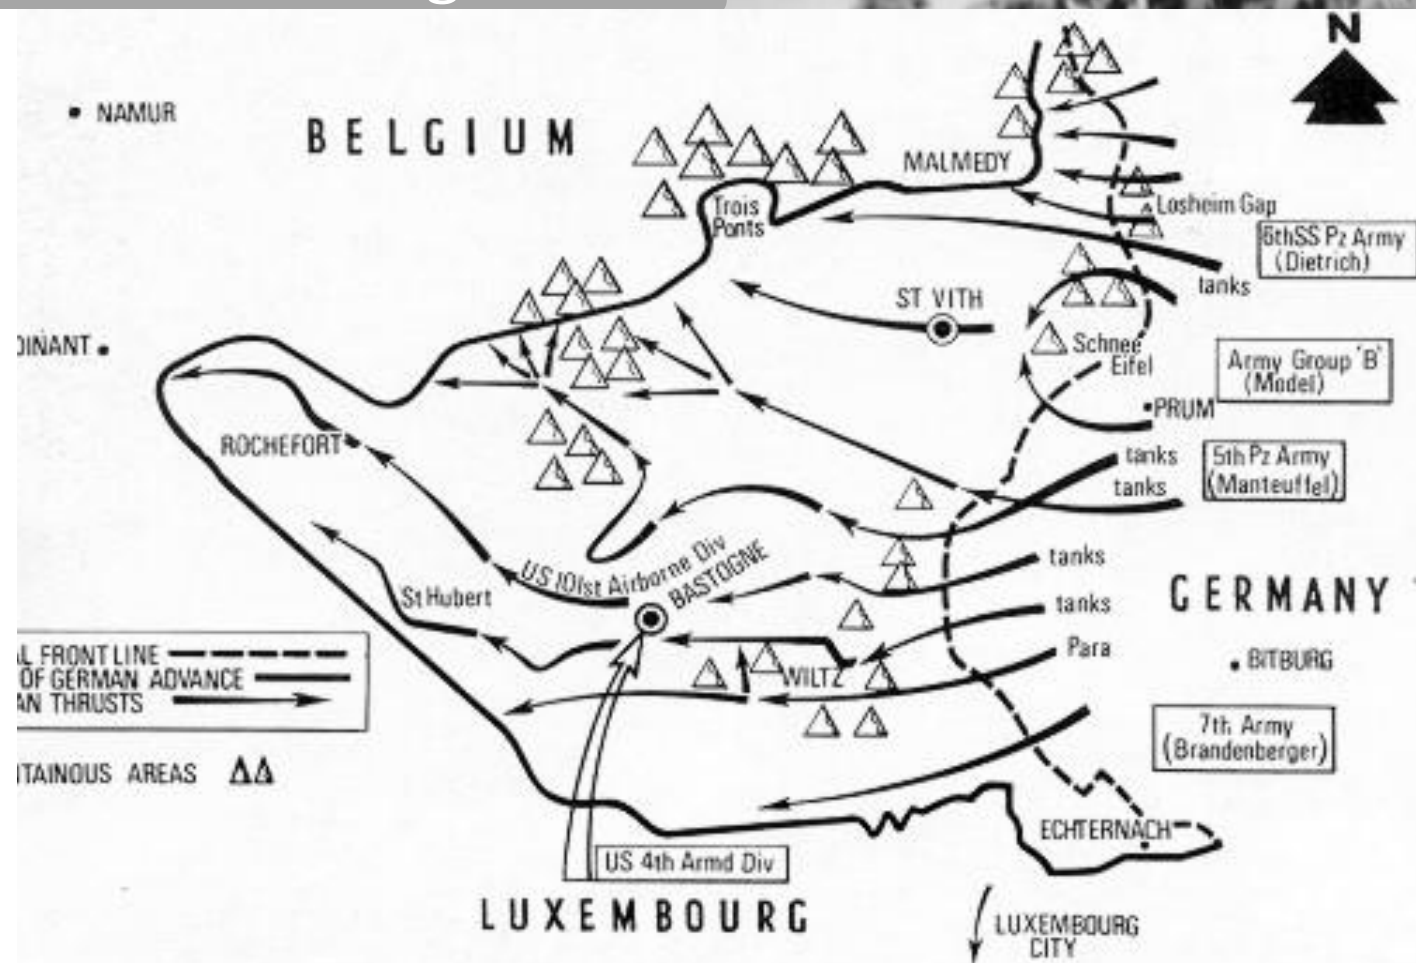 N
NAMUR
BELGIUM
MALMEDY
Trois
Ponts
Losheim Gap
6thSS Pz Army
(Dietrich)
tanks
ST VITH
DINANT
Schnee
Eifel
Army Group 'B'
(Model)
PRUM
ROCHEFORT
tanks
5th Pz Army
(Manteuffel)
tanks
US 101st Airborne Div
BASTOGNE
tanks
GERMANY
St Hubert
tanks
Para
L FRONT LINE
OF GERMAN ADVANCE
AN THRUSTS
WILTZ
BITBURG
7th Army
(Brandenberger)
NTAINOUS AREAS
ECHTERNACH
US 4th Armd Div
LUXEMBOURG
LUXEMBOURG
CITY